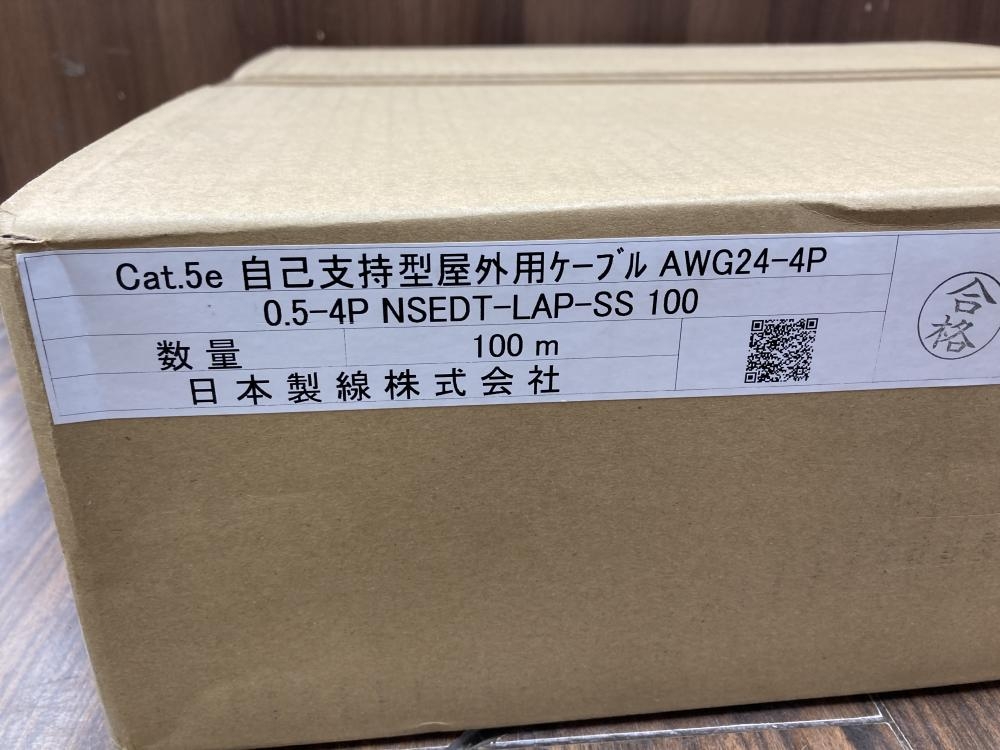 Cat.5e 自己支持型屋外用ｹｰﾌﾞﾙ AWG24-4P
0.5-4P NSEDT-LAP-SS 100
数量 100 m
日本製線株式会社
合格